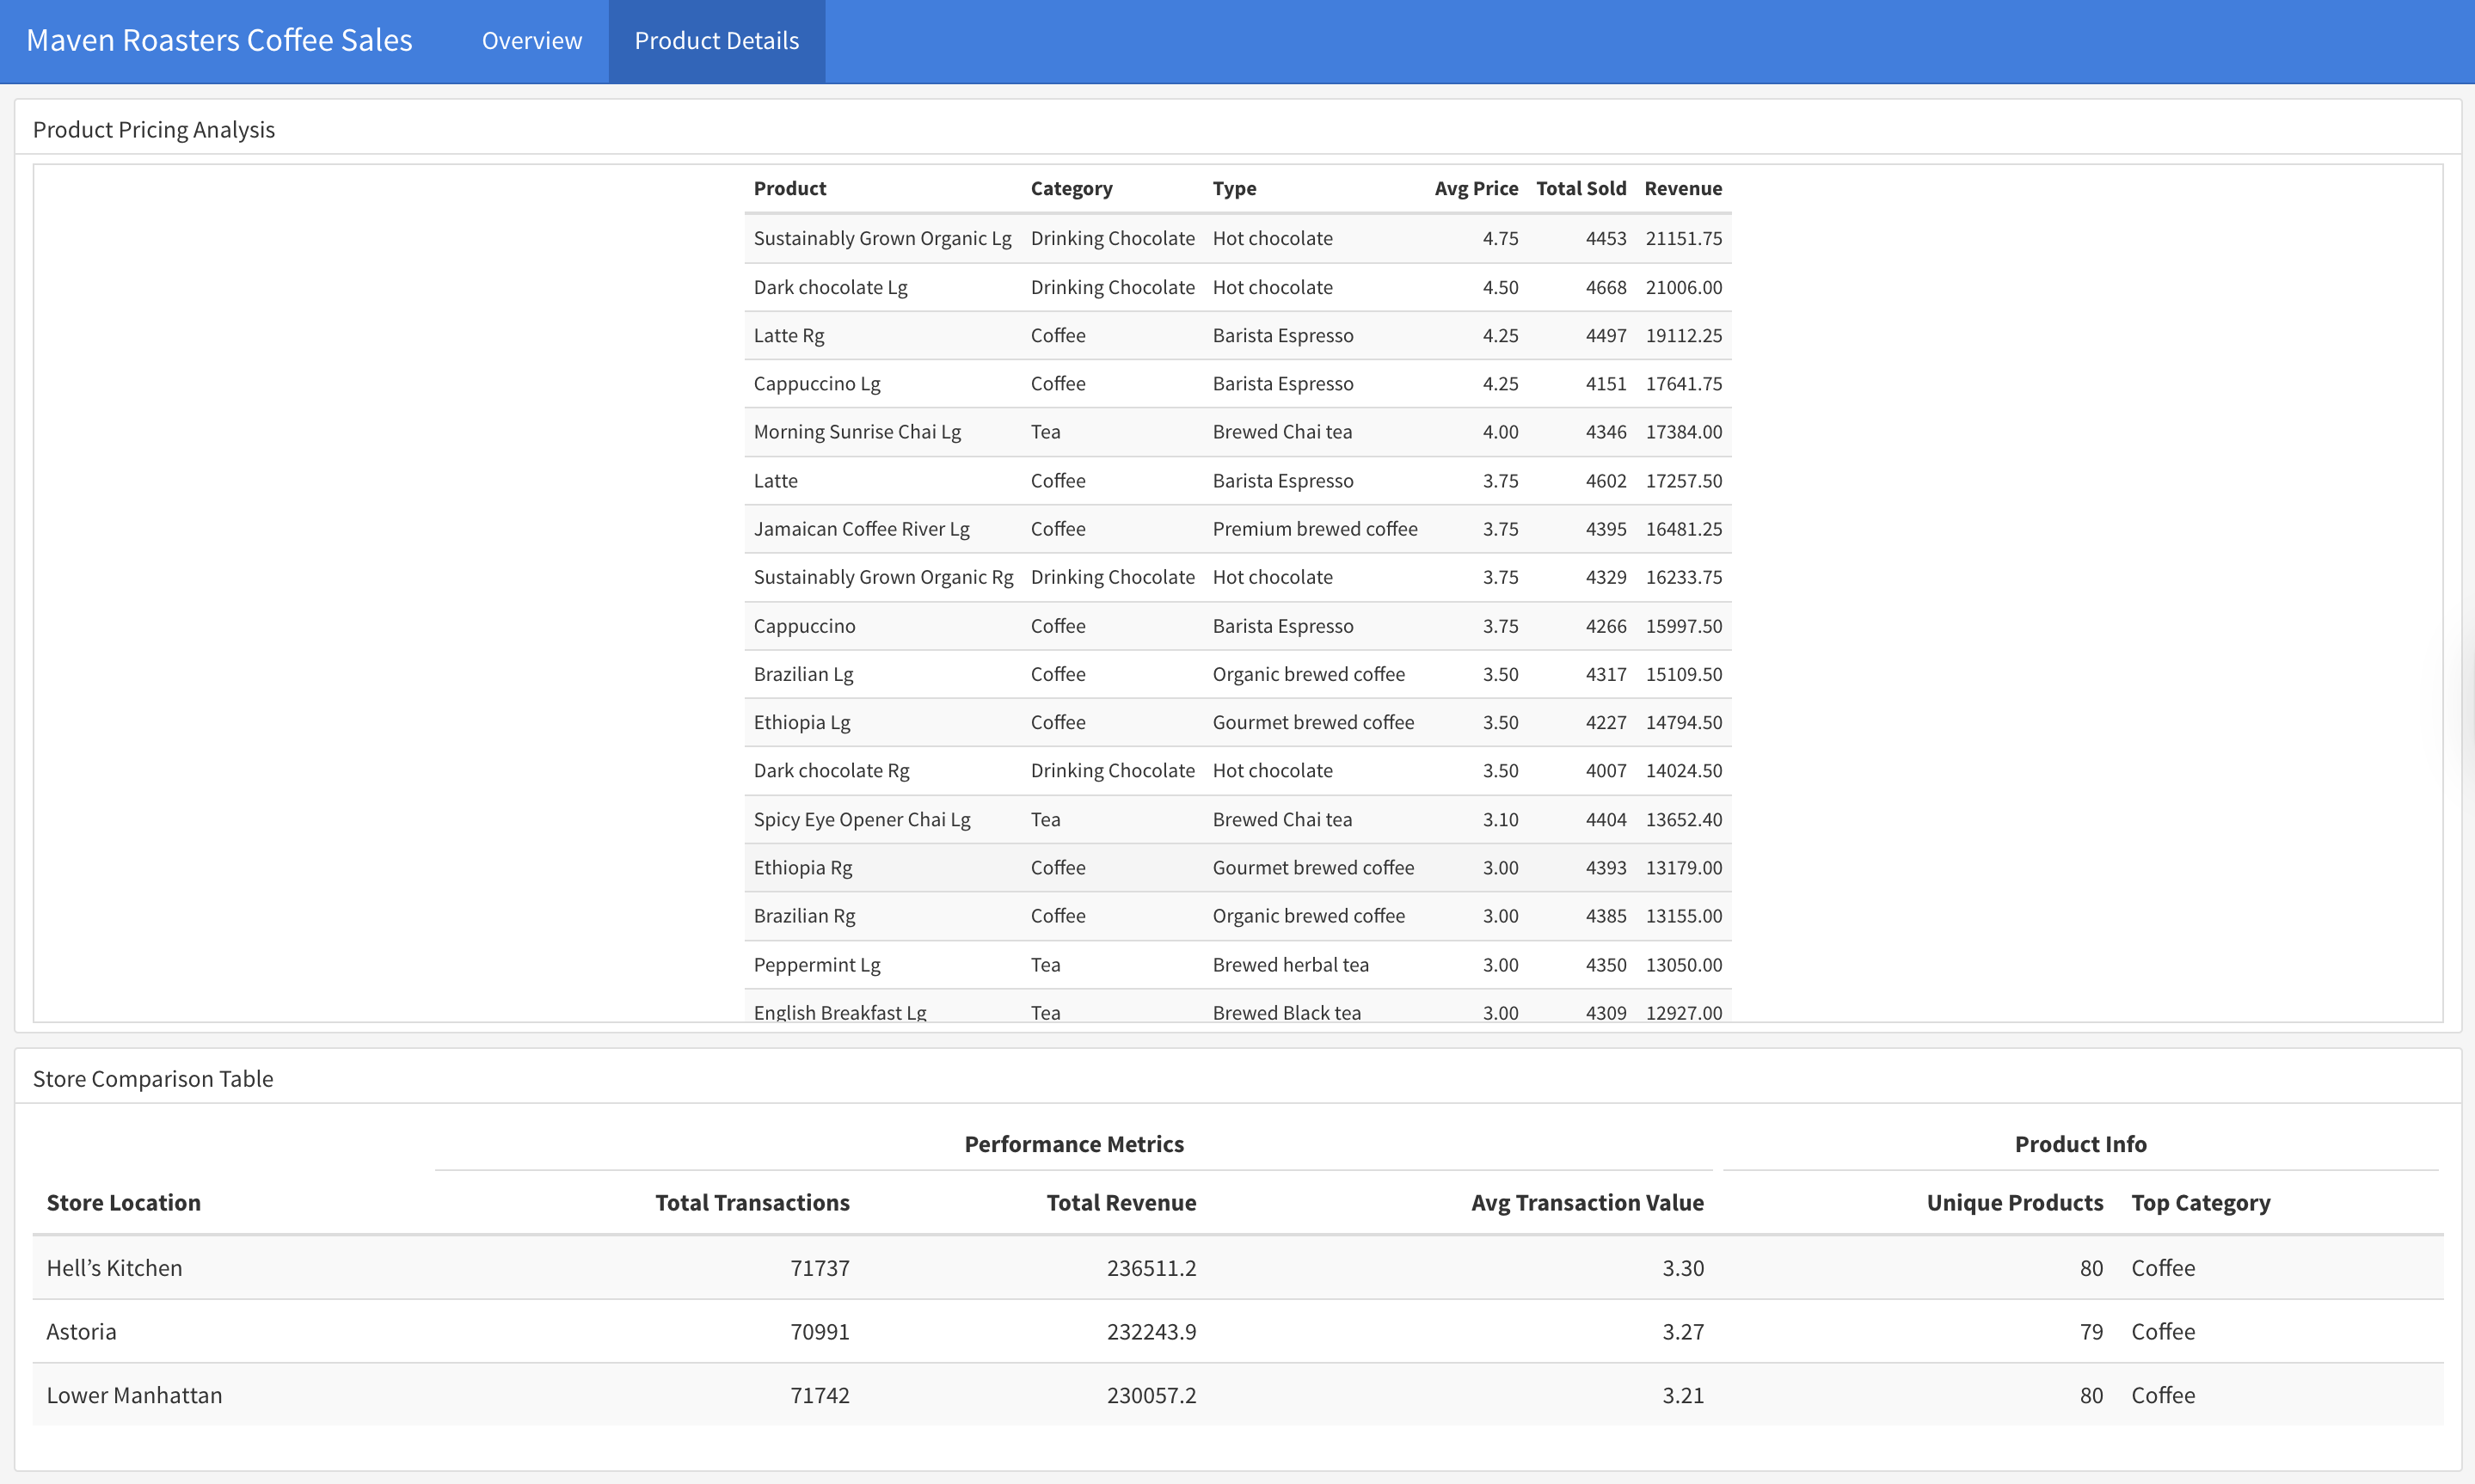 Maven Roasters Coffee Sales Overview Product Details
Product Pricing Analysis
Product Category Type Avg Price Total Sold Revenue
Sustainably Grown Organic Lg Drinking Chocolate Hot chocolate 4.75 4453 21151.75
Dark chocolate Lg Drinking Chocolate Hot chocolate 4.50 4668 21006.00
Latte Rg Coffee Barista Espresso 4.25 4497 19112.25
Cappuccino Lg Coffee Barista Espresso 4.25 4151 17641.75
Morning Sunrise Chai Lg Tea Brewed Chai tea 4.00 4346 17384.00
Latte Coffee Barista Espresso 3.75 4602 17257.50
Jamaican Coffee River Lg Coffee Premium brewed coffee 3.75 4395 16481.25
Sustainably Grown Organic Rg Drinking Chocolate Hot chocolate 3.75 4329 16233.75
Cappuccino Coffee Barista Espresso 3.75 4266 15997.50
Brazilian Lg Coffee Organic brewed coffee 3.50 4317 15109.50
Ethiopia Lg Coffee Gourmet brewed coffee 3.50 4227 14794.50
Dark chocolate Rg Drinking Chocolate Hot chocolate 3.50 4007 14024.50
Spicy Eye Opener Chai Lg Tea Brewed Chai tea 3.10 4404 13652.40
Ethiopia Rg Coffee Gourmet brewed coffee 3.00 4393 13179.00
Brazilian Rg Coffee Organic brewed coffee 3.00 4385 13155.00
Peppermint Lg Tea Brewed herbal tea 3.00 4350 13050.00
English Breakfast Lg Tea Brewed Black tea 3.00 4309 12927.00
Store Comparison Table
Performance Metrics Product Info
Store Location Total Transactions Total Revenue Avg Transaction Value Unique Products Top Category
Hell’s Kitchen 71737 236511.2 3.30 80 Coffee
Astoria 70991 232243.9 3.27 79 Coffee
Lower Manhattan 71742 230057.2 3.21 80 Coffee